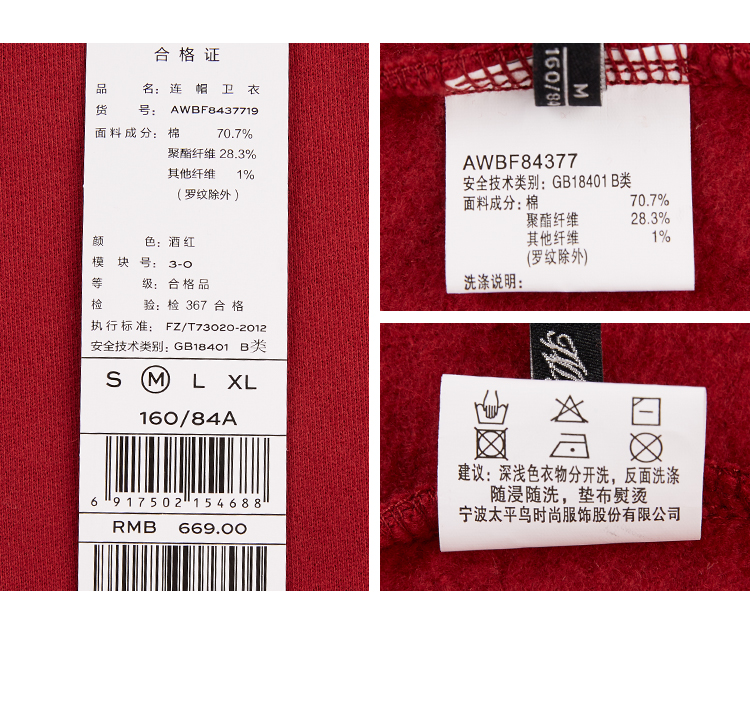 合格证
品 名：连 帽 卫 衣
货 号：AWBF8437719
面料成分：棉 70.7%
聚酯纤维 28.3%
其他纤维 1%
(罗纹除外)
颜 色：酒红
模 块 号：3-O
等 级：合格品
检 验：检 367 合格
执行标准：FZ/T73020-2012
安全技术类别：GB18401 B类
S M L XL
160/84A
6 917502 154688
RMB 669.00
M
160/84
AWBF84377
安全技术类别：GB18401 B类
面料成分：棉 70.7%
聚酯纤维 28.3%
其他纤维 1%
(罗纹除外)
洗涤说明：
建议：深浅色衣物分开洗，反面洗涤
随浸随洗，垫布熨烫
宁波太平鸟时尚服饰股份有限公司